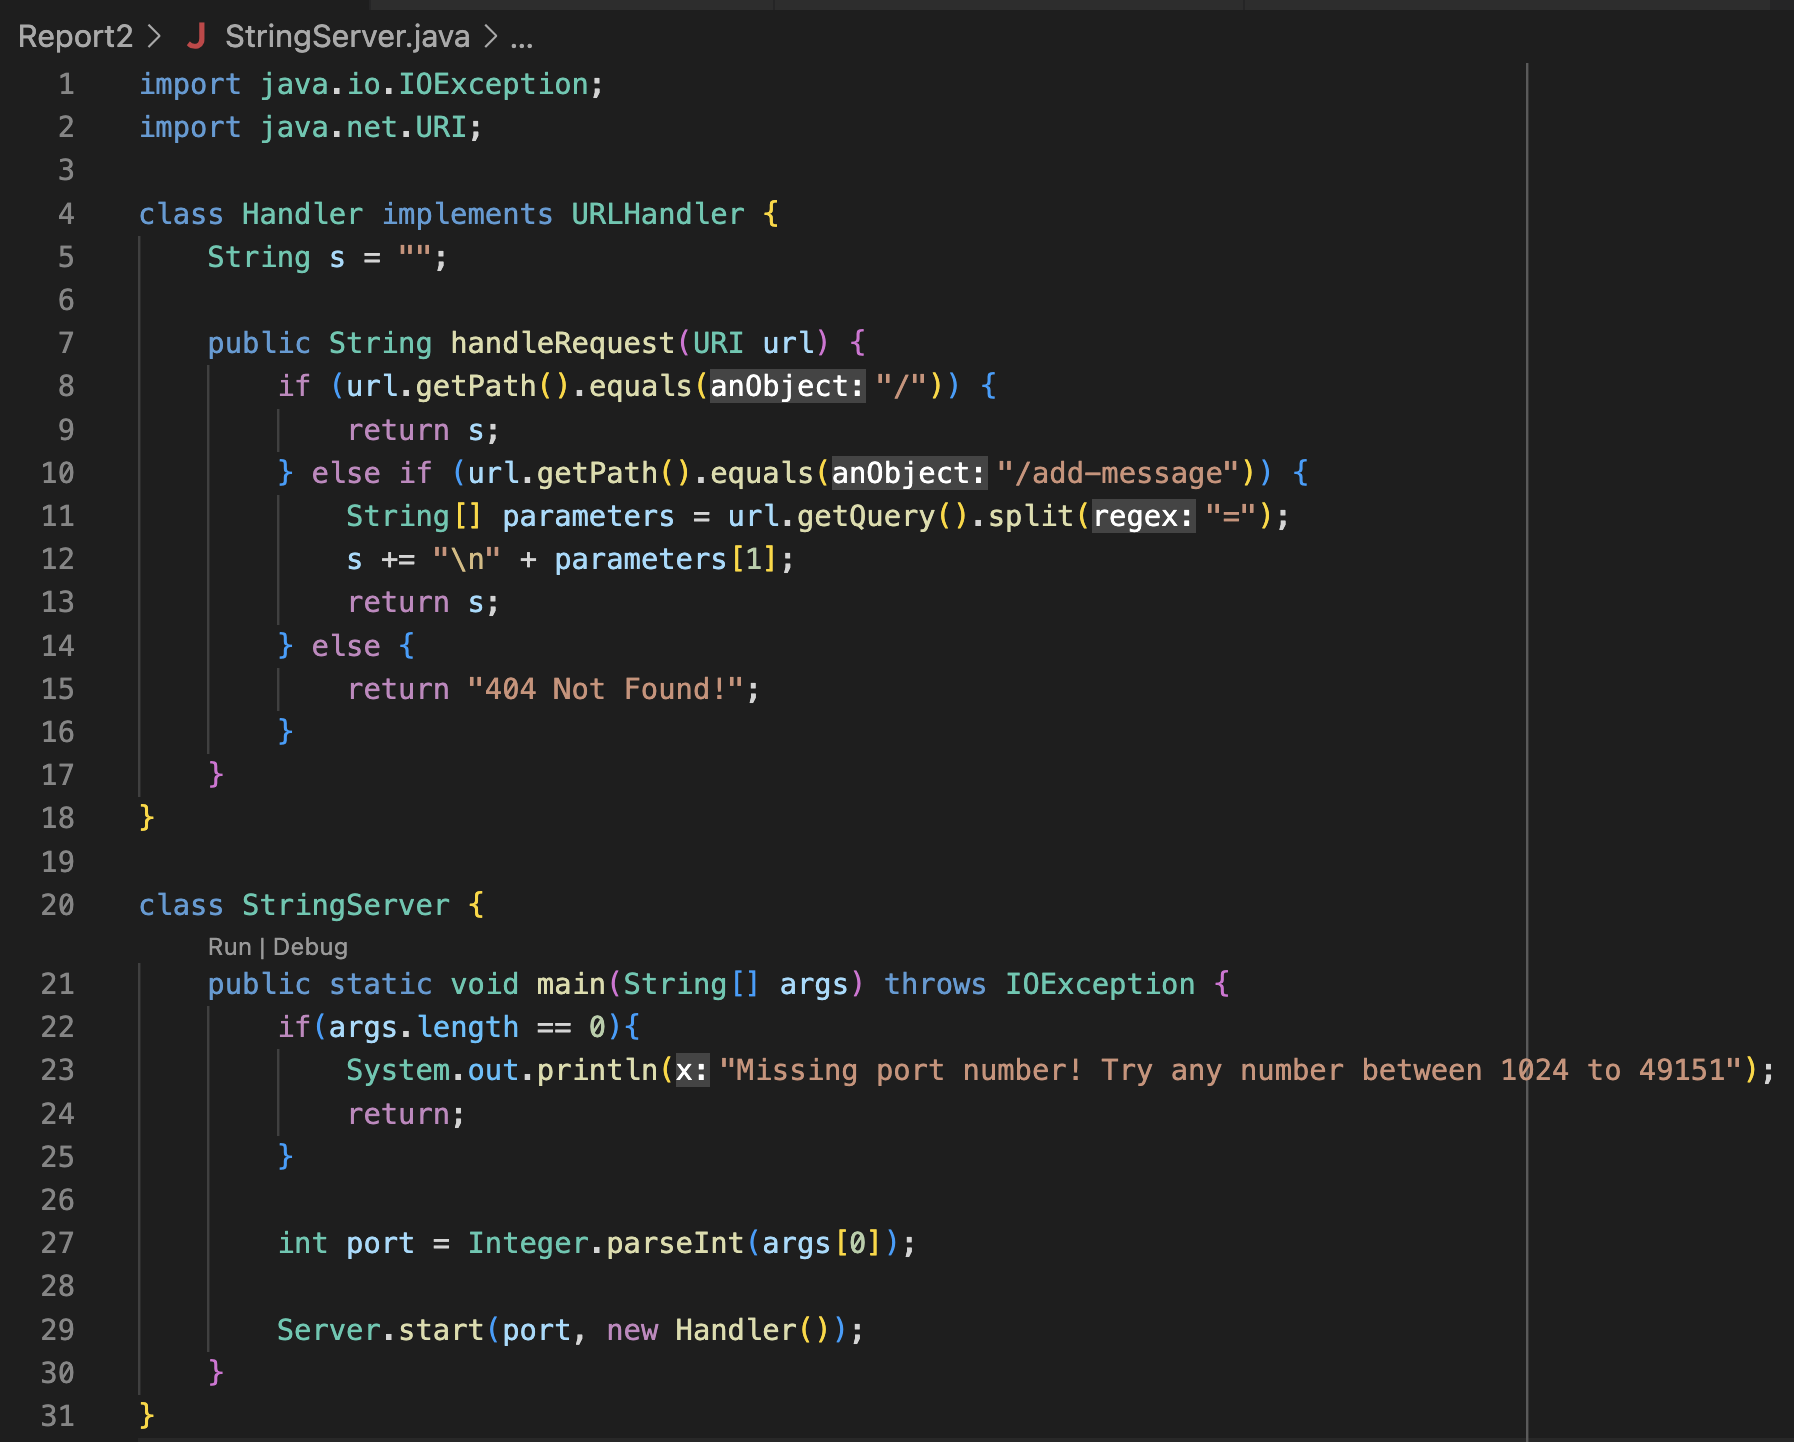 Report2 > J StringServer.java > ...
1 import java.io.IOException;
2 import java.net.URI;
3
4 class Handler implements URLHandler {
5     String s = "";
6
7     public String handleRequest(URI url) {
8         if (url.getPath().equals(anObject: "/")) {
9             return s;
10         } else if (url.getPath().equals(anObject: "/add-message")) {
11             String[] parameters = url.getQuery().split(regex: "=");
12             s += "\n" + parameters[1];
13             return s;
14         } else {
15             return "404 Not Found!";
16         }
17     }
18 }
19
20 class StringServer {
Run | Debug
21     public static void main(String[] args) throws IOException {
22         if(args.length == 0){
23             System.out.println(x: "Missing port number! Try any number between 1024 to 49151");
24             return;
25         }
26
27         int port = Integer.parseInt(args[0]);
28
29         Server.start(port, new Handler());
30     }
31 }